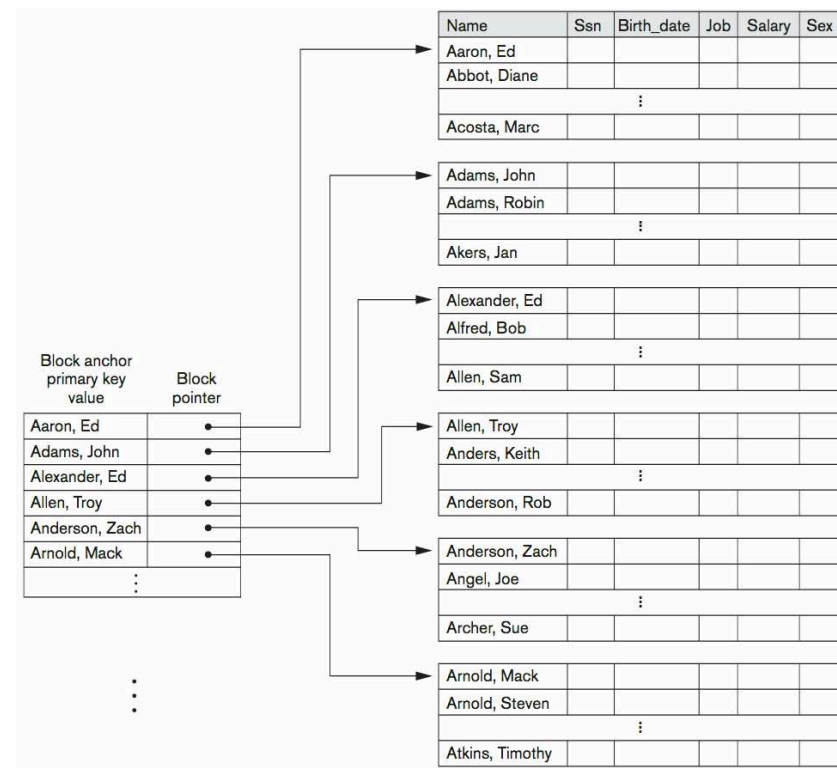 Name Ssn Birth_date Job Salary Sex
Aaron, Ed
Abbot, Diane
Acosta, Marc
Adams, John
Adams, Robin
Akers, Jan
Alexander, Ed
Alfred, Bob
Allen, Sam
Allen, Troy
Anders, Keith
Anderson, Rob
Anderson, Zach
Angel, Joe
Archer, Sue
Arnold, Mack
Arnold, Steven
Atkins, Timothy
Block anchor
primary key
value
Block
pointer
Aaron, Ed
Adams, John
Alexander, Ed
Allen, Troy
Anderson, Zach
Arnold, Mack